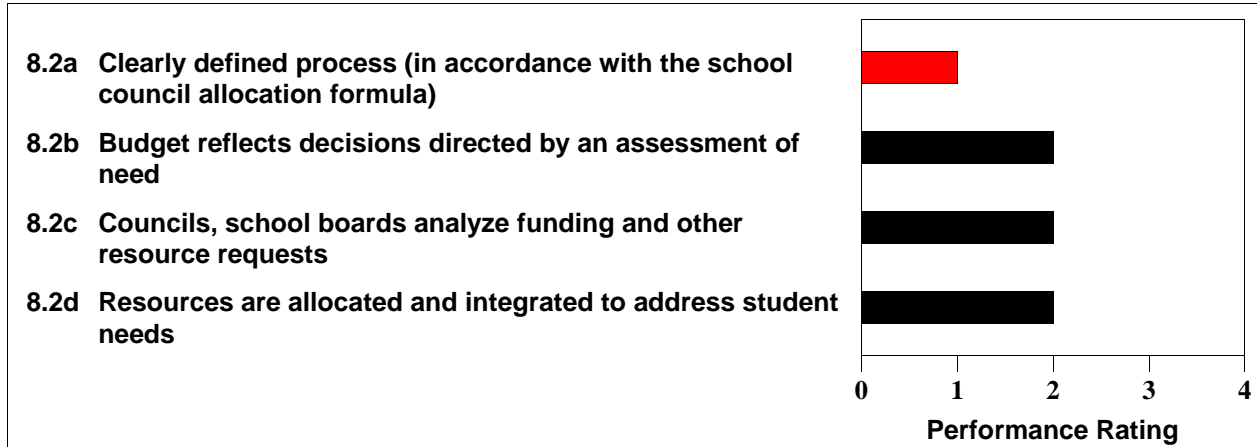 8.2a Clearly defined process (in accordance with the school
council allocation formula)
8.2b Budget reflects decisions directed by an assessment of
need
8.2c Councils, school boards analyze funding and other
resource requests
8.2d Resources are allocated and integrated to address student
needs
0 1 2 3 4
Performance Rating